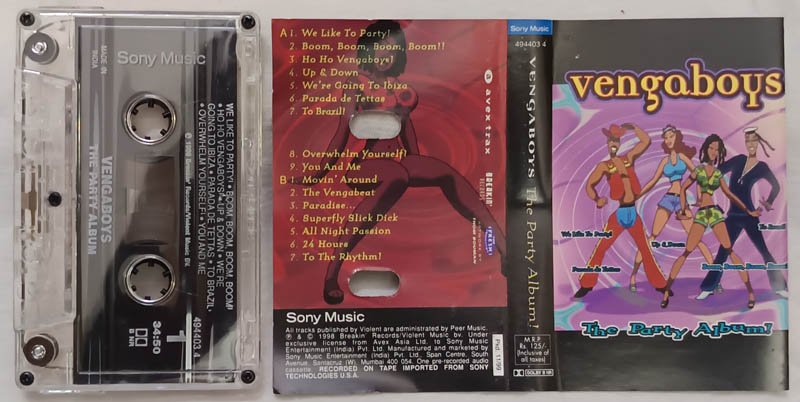 MADE IN
INDIA
Sony Music
VENGABOYS
THE PARTY ALBUM
WE LIKE TO PARTY! • BOOM, BOOM, BOOM, BOOM!!
• HO HO VENGABOYS! • UP & DOWN • WE'RE
GOING TO IBIZA • PARADA DE TETTAS • TO BRAZIL!
• OVERWHELM YOURSELF! • YOU AND ME
℗ 1998 Breakin' Records/Violent Music BV.
1
494403 4
34:50
B NR
A1. We Like To Party!
2. Boom, Boom, Boom, Boom!!
3. Ho Ho Vengaboys!
4. Up & Down
5. We're Going To Ibiza
6. Parada de Tettas
7. To Brazil!
8. Overwhelm Yourself!
9. You And Me
B1. Movin' Around
2. The Vengabeat
3. Paradise...
4. Superfly Slick Dick
5. All Night Passion
6. 24 Hours
7. To The Rhythm!
Sony Music
All tracks published by Violent are administered by Peer Music.
℗ & © 1998 Breakin' Records/Violent Music bv. Under
exclusive license from Avex Asia Ltd. to Sony Music
Entertainment (India) Pvt. Ltd. Manufactured and marketed by
Sony Music Entertainment (India) Pvt. Ltd. Span Centre, South
Avenue, Santacruz (W) Mumbai 400 054. One pre-recorded audio
cassette RECORDED ON TAPE IMPORTED FROM SONY
TECHNOLOGIES U.S.A.
avex trax
BREAKIN'
RECORDS
Pkd. 11/99
Sony Music
494403 4
VENGABOYS The Party Album!
M.R.P.
Rs. 125/-
(Inclusive of
all taxes)
DOLBY B NR
vengaboys
We Like To Party!
Up & Down
To Brazil!
Parada de Tettas
Boom, Boom, Boom, Boom!!
The Party Album!